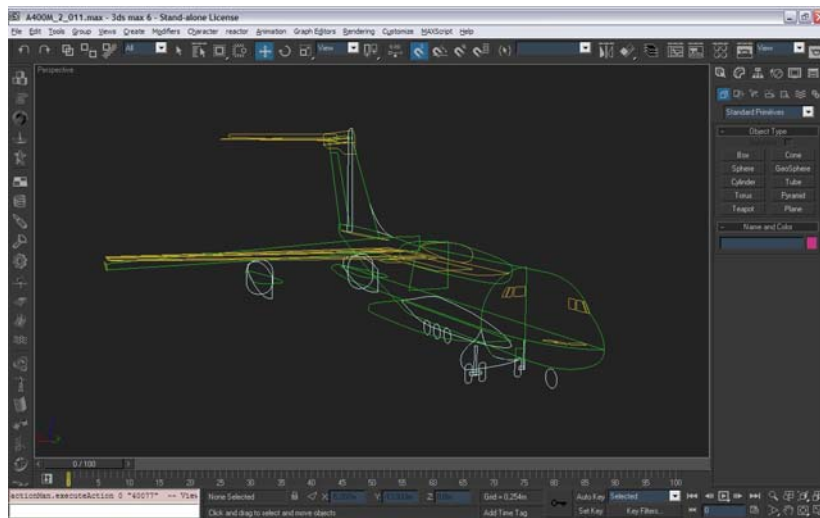 A400M_2_011.max - 3ds max 6 - Stand-alone License
File Edit Tools Group Views Create Modifiers Character reactor Animation Graph Editors Rendering Customize MAXScript Help
All View View
Perspective
Standard Primitives
- Object Type
Box Cone
Sphere GeoSphere
Cylinder Tube
Torus Pyramid
Teapot Plane
- Name and Color
0 / 100
0 5 10 15 20 25 30 35 40 45 50 55 60 65 70 75 80 85 90 95 100
actionMan.executeAction 0 "40077" -- View
None Selected X: Y: Z: Grid = 0,254m Auto Key Selected
Click and drag to select and move objects Add Time Tag Set Key Key Filters... 0